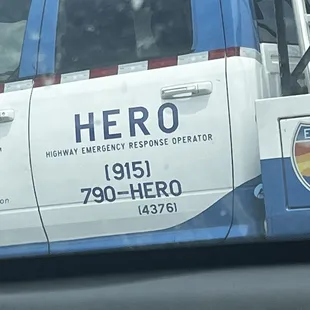 HERO
HIGHWAY EMERGENCY RESPONSE OPERATOR
(915)
790-HERO
(4376)